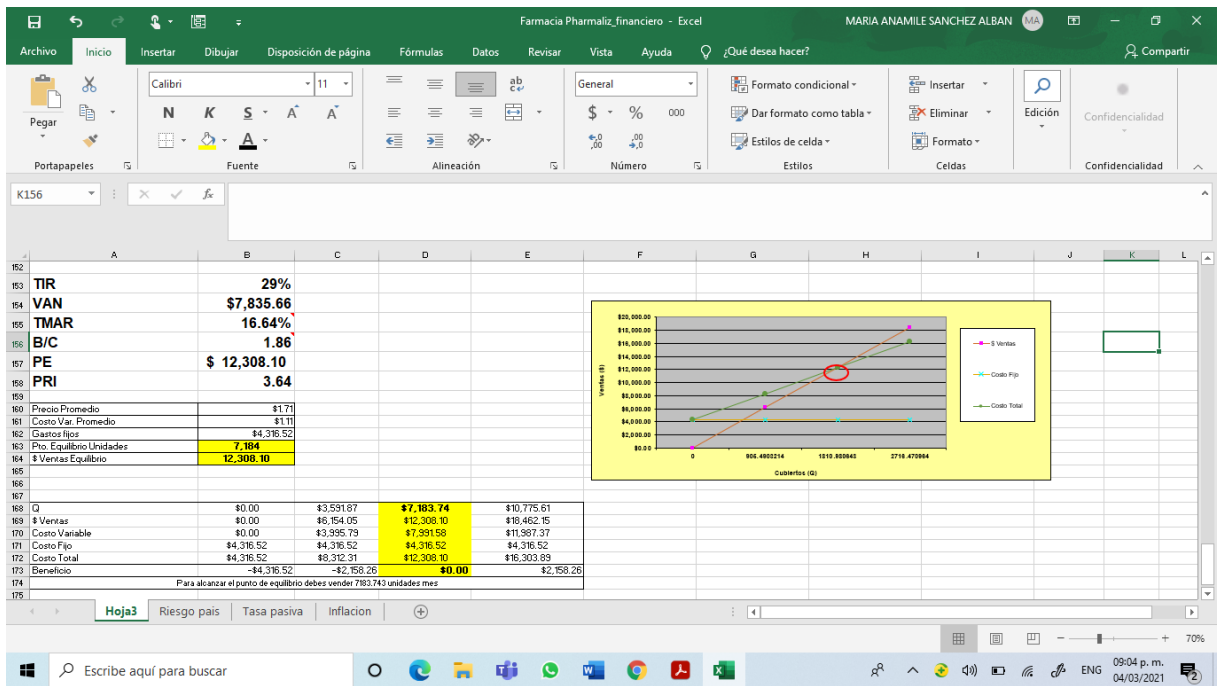 Farmacia Pharmaliz_financiero - Excel
MARIA ANAMILE SANCHEZ ALBAN
MA
Archivo Inicio Insertar Dibujar Disposición de página Fórmulas Datos Revisar Vista Ayuda ¿Qué desea hacer? Compartir
Pegar
Calibri 11
N K S A A
ab
General
$ % 000
Formato condicional
Dar formato como tabla
Estilos de celda
Insertar
Eliminar
Formato
Edición
Confidencialidad
Portapapeles Fuente Alineación Número Estilos Celdas Confidencialidad
K156 fx
A B C D E F G H I J K L
152
153 TIR 29%
154 VAN $7,835.66
155 TMAR 16.64%
156 B/C 1.86
157 PE $ 12,308.10
158 PRI 3.64
159
160 Precio Promedio $1.71
161 Costo Var. Promedio $1.11
162 Gastos fijos $4,316.52
163 Pto. Equilibrio Unidades 7,184
164 $ Ventas Equilibrio 12,308.10
165
166
167
168 Q $0.00 $3,591.87 $7,183.74 $10,775.61
169 $ Ventas $0.00 $6,154.05 $12,308.10 $18,462.15
170 Costo Variable $0.00 $3,995.79 $7,991.58 $11,987.37
171 Costo Fijo $4,316.52 $4,316.52 $4,316.52 $4,316.52
172 Costo Total $4,316.52 $8,312.31 $12,308.10 $16,303.89
173 Beneficio -$4,316.52 -$2,158.26 $0.00 $2,158.26
174 Para alcanzar el punto de equilibrio debes vender 7183.743 unidades mes
175
$20,000.00
$18,000.00
$16,000.00
$14,000.00
$12,000.00
$10,000.00
$8,000.00
$6,000.00
$4,000.00
$2,000.00
$0.00
Ventas ($)
0 905.4903214 1810.980643 2716.470964
Cubiertos (Q)
$ Ventas
Costo Fijo
Costo Total
Hoja3 Riesgo pais Tasa pasiva Inflacion
70%
Escribe aquí para buscar
ENG
09:04 p. m.
04/03/2021
2